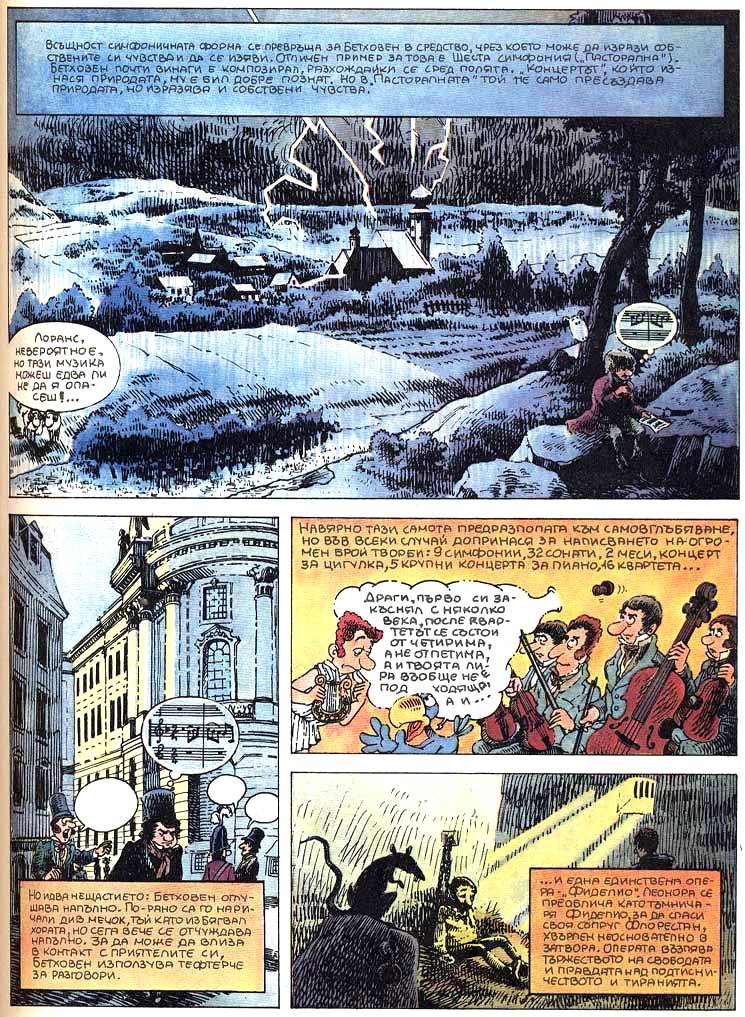 Всъщност симфоничната форма се превръща за Бетховен в средство, чрез което може да изрази соб-
ствените си чувства и да се изяви. Отличен пример за това е Шеста симфония („Пасторална").
Бетховен почти винаги е композирал, разхождайки се сред полята. „Концертът", който из-
нася природата, му е бил добре познат. Но в „Пасторалната" той не само пресъздава
природата, но изразява и собствени чувства.
Лоранс,
невероятно е,
но тази музика
можеш едва ли
не да я опа-
сеш!...
Навярно тази самота предразполага към самовглъбяване,
но във всеки случай допринася за написването на огро-
мен брой творби: 9 симфонии, 32 сонати, 2 меси, концерт
за цигулка, 5 крупни концерта за пиано, 16 квартета...
Драги, първо си за-
къснял с няколко
века, после квар-
тетът се състои
от четирима,
а не от петима,
а и твоята ли-
ра въобще не е
под ходяща,
а и...
Но идва нещастието: Бетховен оглу-
шава напълно. По-рано са го нари-
чали див мечок, тъй като избягвал
хората, но сега вече се отчуждава
напълно. За да може да влиза
в контакт с приятелите си,
Бетховен използува тефтерче
за разговори.
...И една единствена опе-
ра - „Фиделио". Леонора се
преоблича като тъмнича-
ря Фиделио, за да спаси
своя съпруг Флорестан,
хвърлен неоснователно в
затвора. Операта възпява
тържеството на свободата
и правдата над подтисни-
чеството и тиранията.